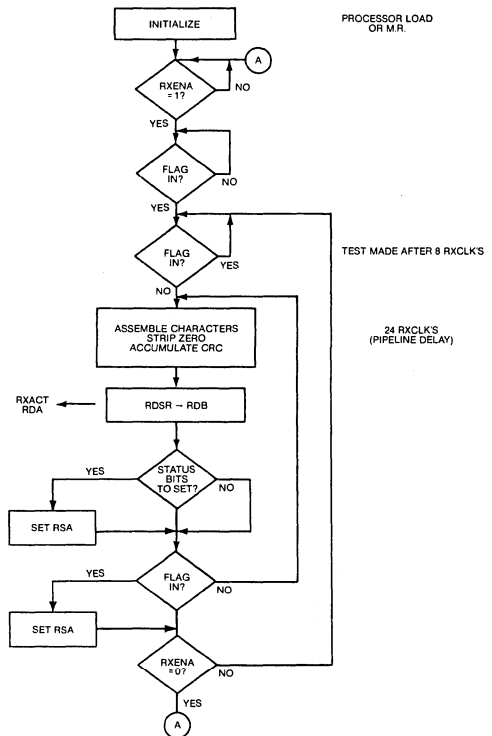 INITIALIZE
PROCESSOR LOAD
OR M.R.
A
RXENA
= 1?
NO
YES
FLAG
IN?
NO
YES
FLAG
IN?
YES
NO
TEST MADE AFTER 8 RXCLK'S
ASSEMBLE CHARACTERS
STRIP ZERO
ACCUMULATE CRC
24 RXCLK'S
(PIPELINE DELAY)
RXACT
RDA
RDSR → RDB
YES
STATUS
BITS
TO SET?
NO
SET RSA
YES
FLAG
IN?
NO
SET RSA
RXENA
= 0?
NO
YES
A